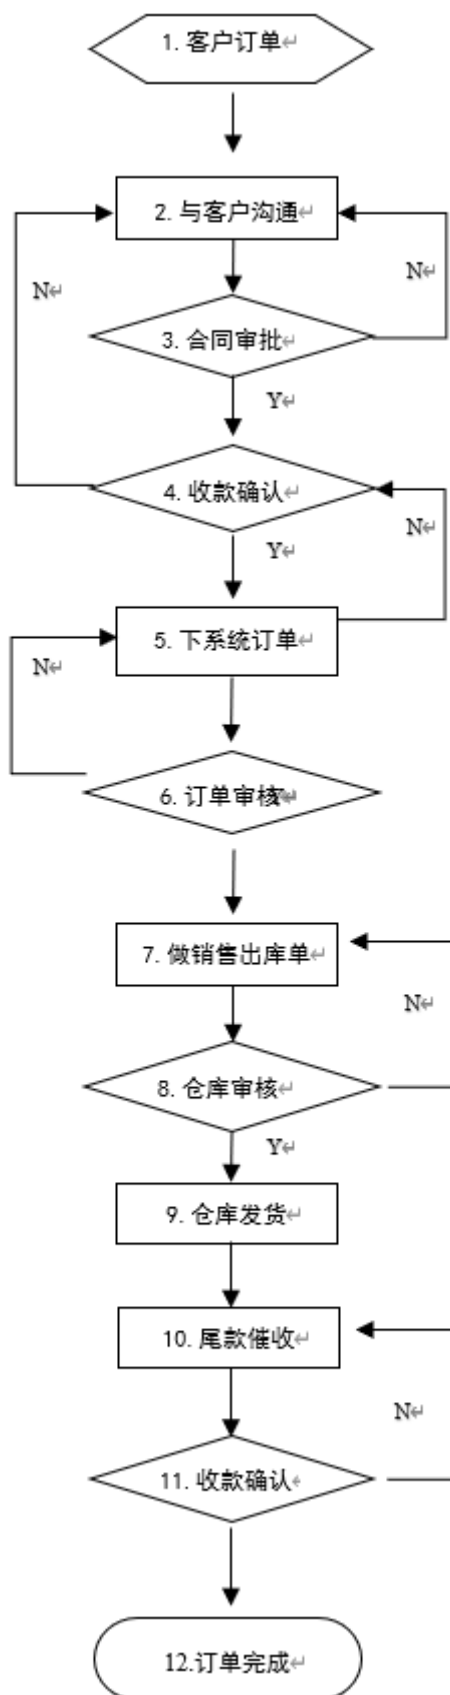 1. 客户订单
2. 与客户沟通
N
N
3. 合同审批
Y
4. 收款确认
N
Y
5. 下系统订单
N
6. 订单审核
7. 做销售出库单
N
8. 仓库审核
Y
9. 仓库发货
10. 尾款催收
N
11. 收款确认
12.订单完成